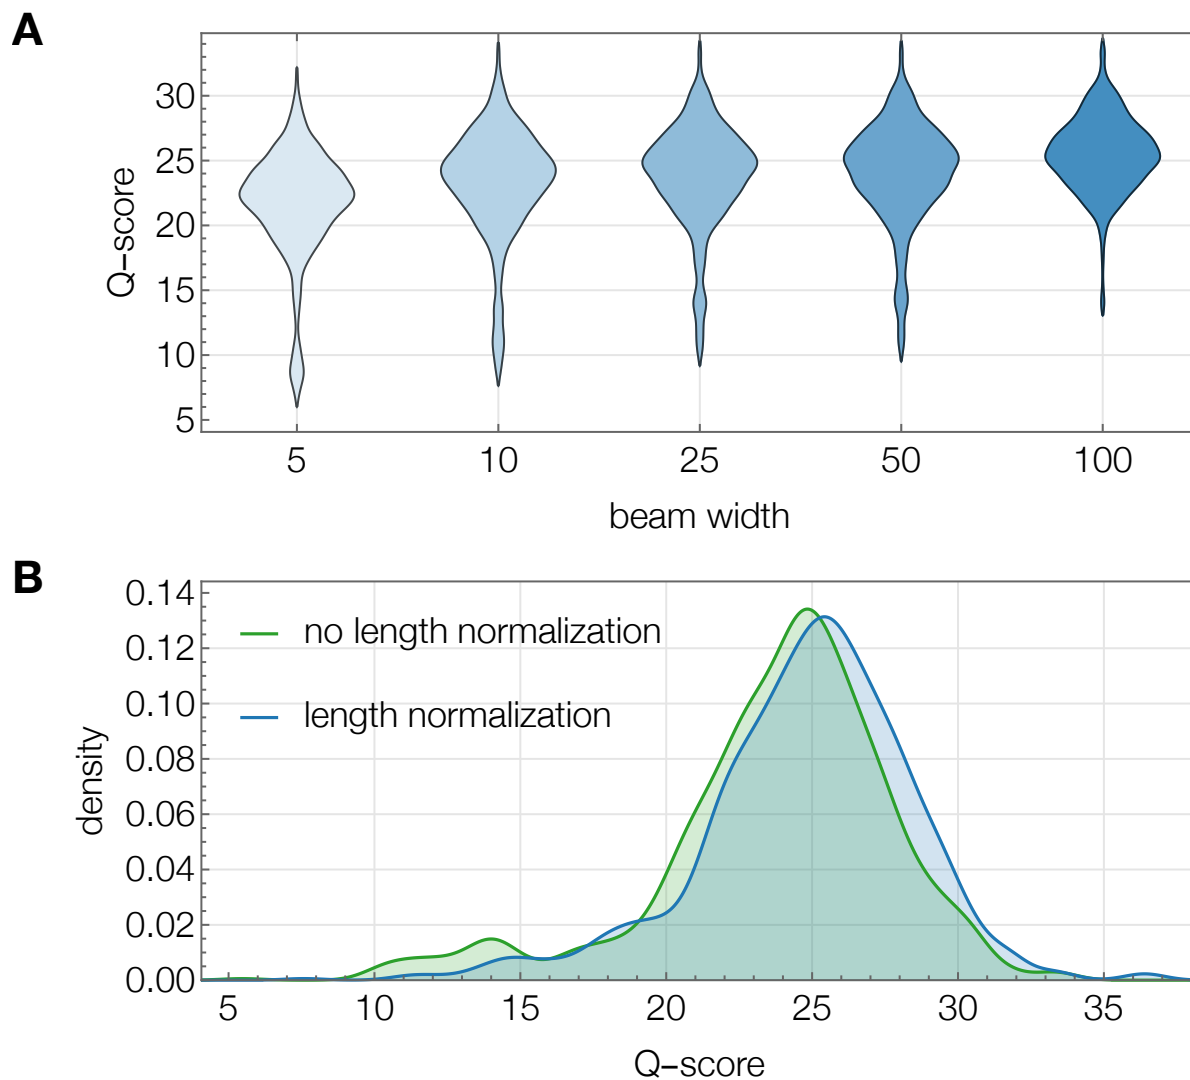 A
Q–score
30
25
20
15
10
5
5 10 25 50 100
beam width
B
density
0.14
0.12
0.10
0.08
0.06
0.04
0.02
0.00
no length normalization
length normalization
5 10 15 20 25 30 35
Q–score